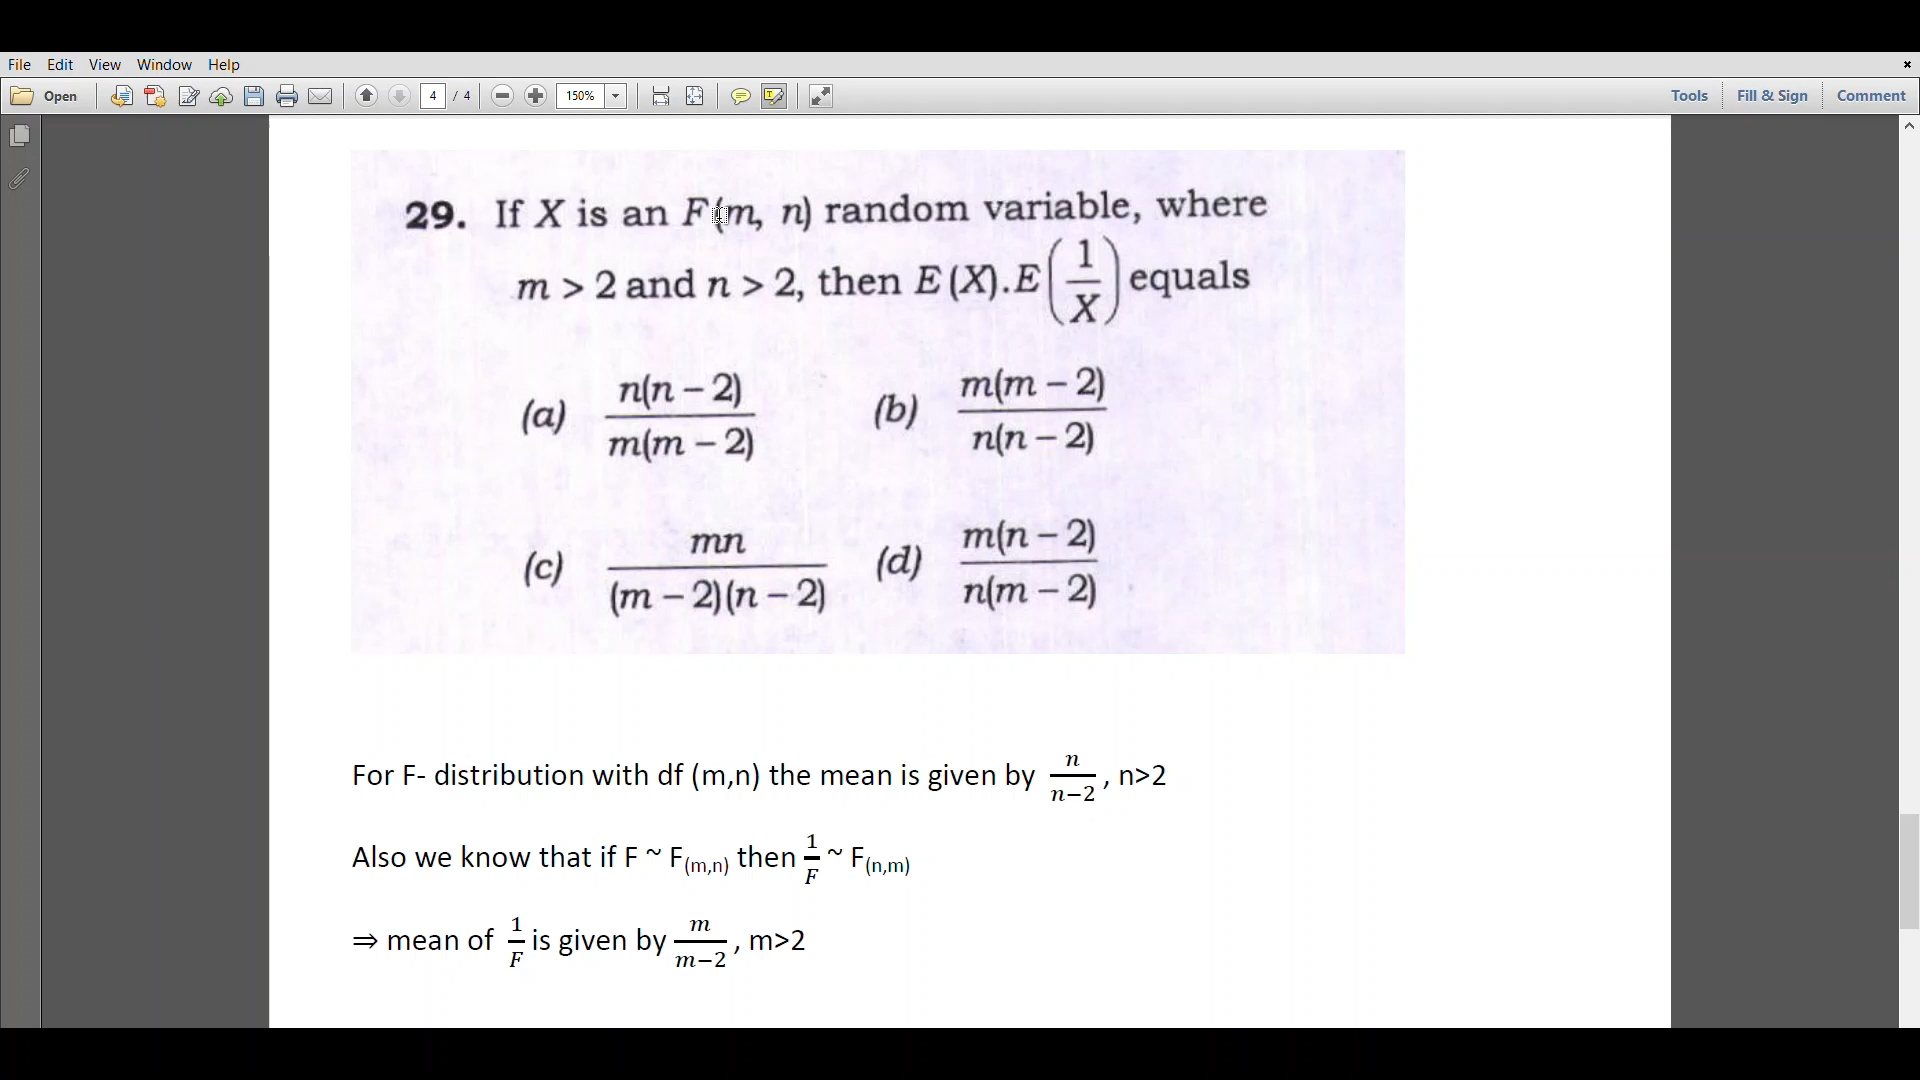 File Edit View Window Help
Open 4 / 4 150% Tools Fill & Sign Comment
29. If X is an F(m, n) random variable, where
m > 2 and n > 2, then E(X).E(1/X) equals
(a) n(n – 2)/m(m – 2) (b) m(m – 2)/n(n – 2)
(c) mn/(m – 2)(n – 2) (d) m(n – 2)/n(m – 2)
For F- distribution with df (m,n) the mean is given by n/n−2 , n>2
Also we know that if F ~ F(m,n) then 1/F ~ F(n,m)
⇒ mean of 1/F is given by m/m−2 , m>2